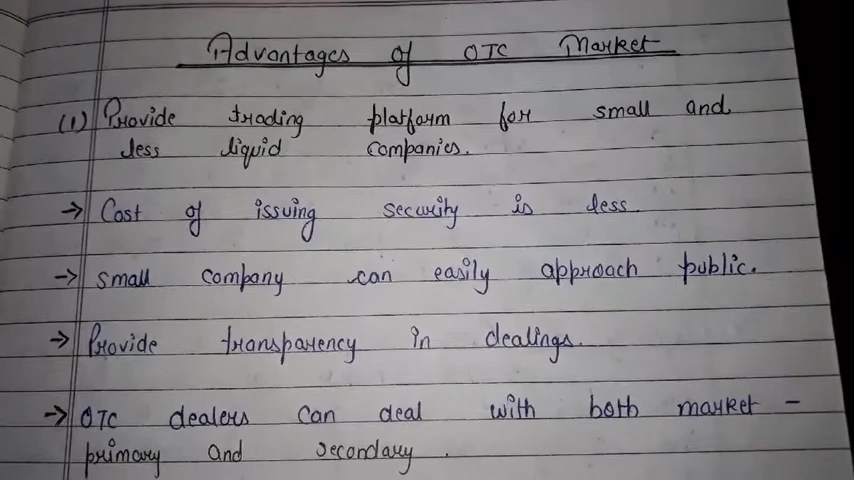 Advantages of OTC Market
(1) Provide trading platform for small and
less liquid companies.
→ Cost of issuing security is less.
→ Small company can easily approach public.
→ Provide transparency in dealings.
→ OTC dealers can deal with both market -
primary and secondary.